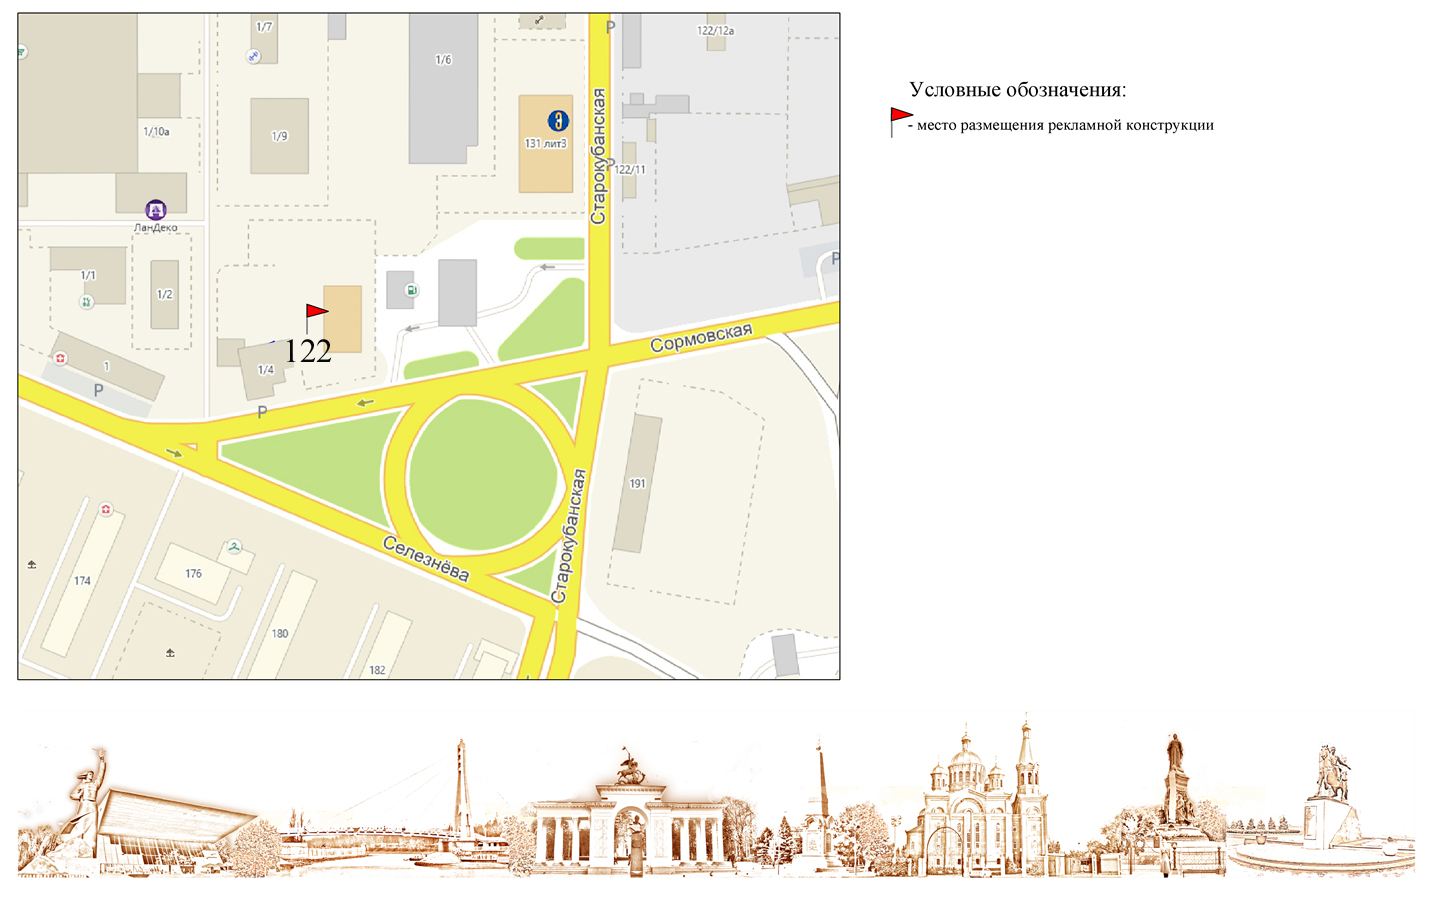 1/7
1/6
P
122/12а
Условные обозначения:
- место размещения рекламной конструкции
1/10а
1/9
131 лит3
Старокубанская
P
122/11
ЛанДеко
P
1/1
1/2
122
1/4
1
P
P
Сормовская
191
Селезнёва
Старокубанская
174
176
180
182